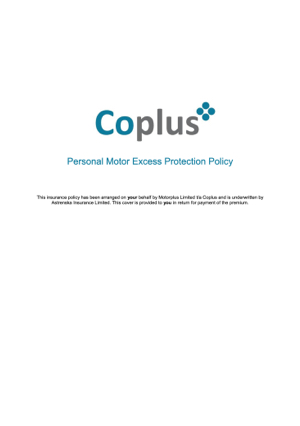 Coplus
Personal Motor Excess Protection Policy
This insurance policy has been arranged on your behalf by Motorplus Limited t/a Coplus and is underwritten by
Astrenska Insurance Limited. This cover is provided to you in return for payment of the premium.